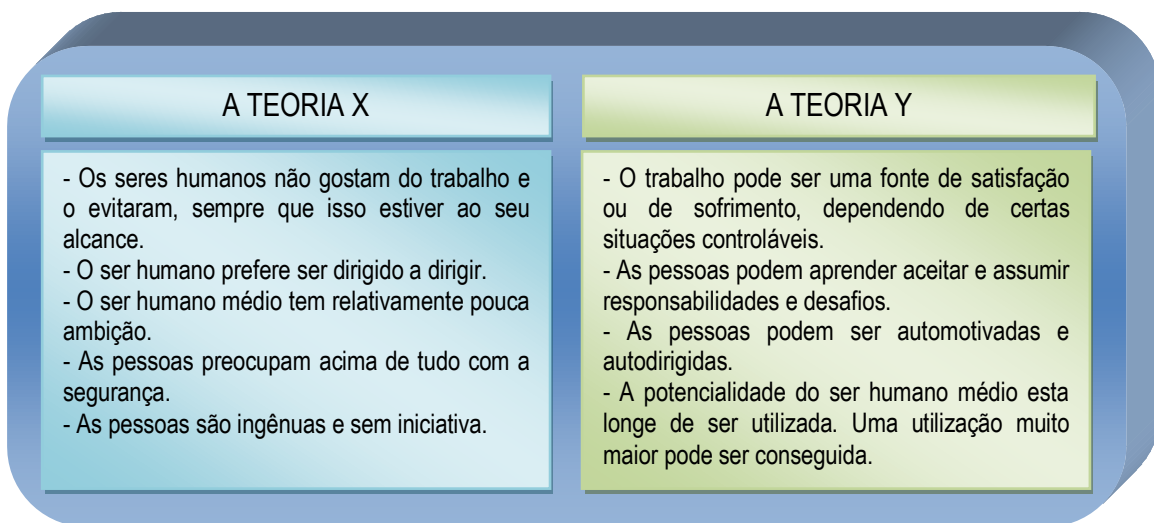 A TEORIA X
- Os seres humanos não gostam do trabalho e
o evitaram, sempre que isso estiver ao seu
alcance.
- O ser humano prefere ser dirigido a dirigir.
- O ser humano médio tem relativamente pouca
ambição.
- As pessoas preocupam acima de tudo com a
segurança.
- As pessoas são ingênuas e sem iniciativa.
A TEORIA Y
- O trabalho pode ser uma fonte de satisfação
ou de sofrimento, dependendo de certas
situações controláveis.
- As pessoas podem aprender aceitar e assumir
responsabilidades e desafios.
- As pessoas podem ser automotivadas e
autodirigidas.
- A potencialidade do ser humano médio esta
longe de ser utilizada. Uma utilização muito
maior pode ser conseguida.